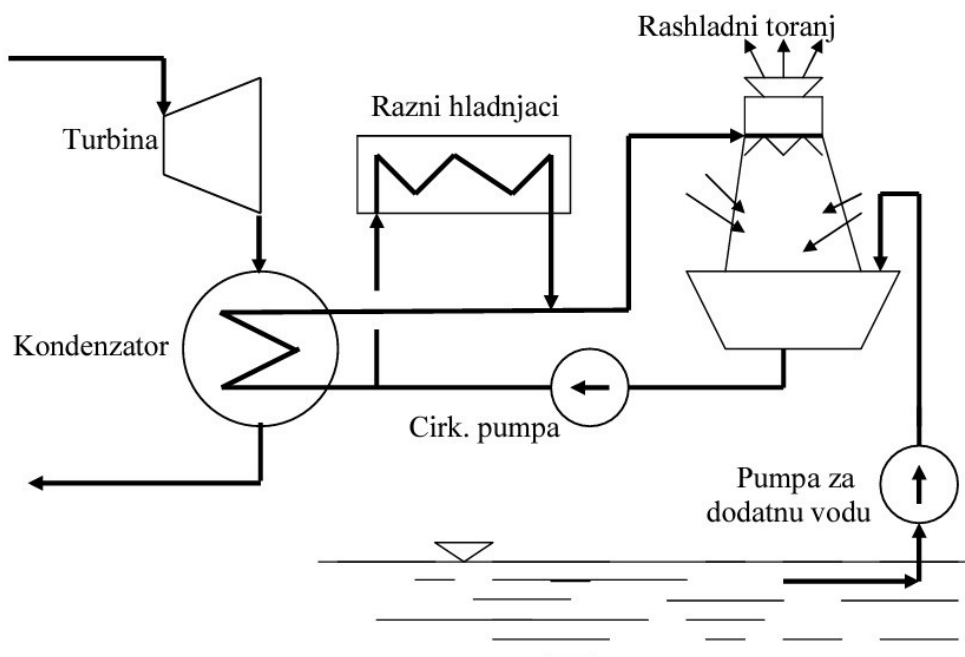 Rashladni toranj
Razni hladnjaci
Turbina
Kondenzator
Cirk. pumpa
Pumpa za
dodatnu vodu